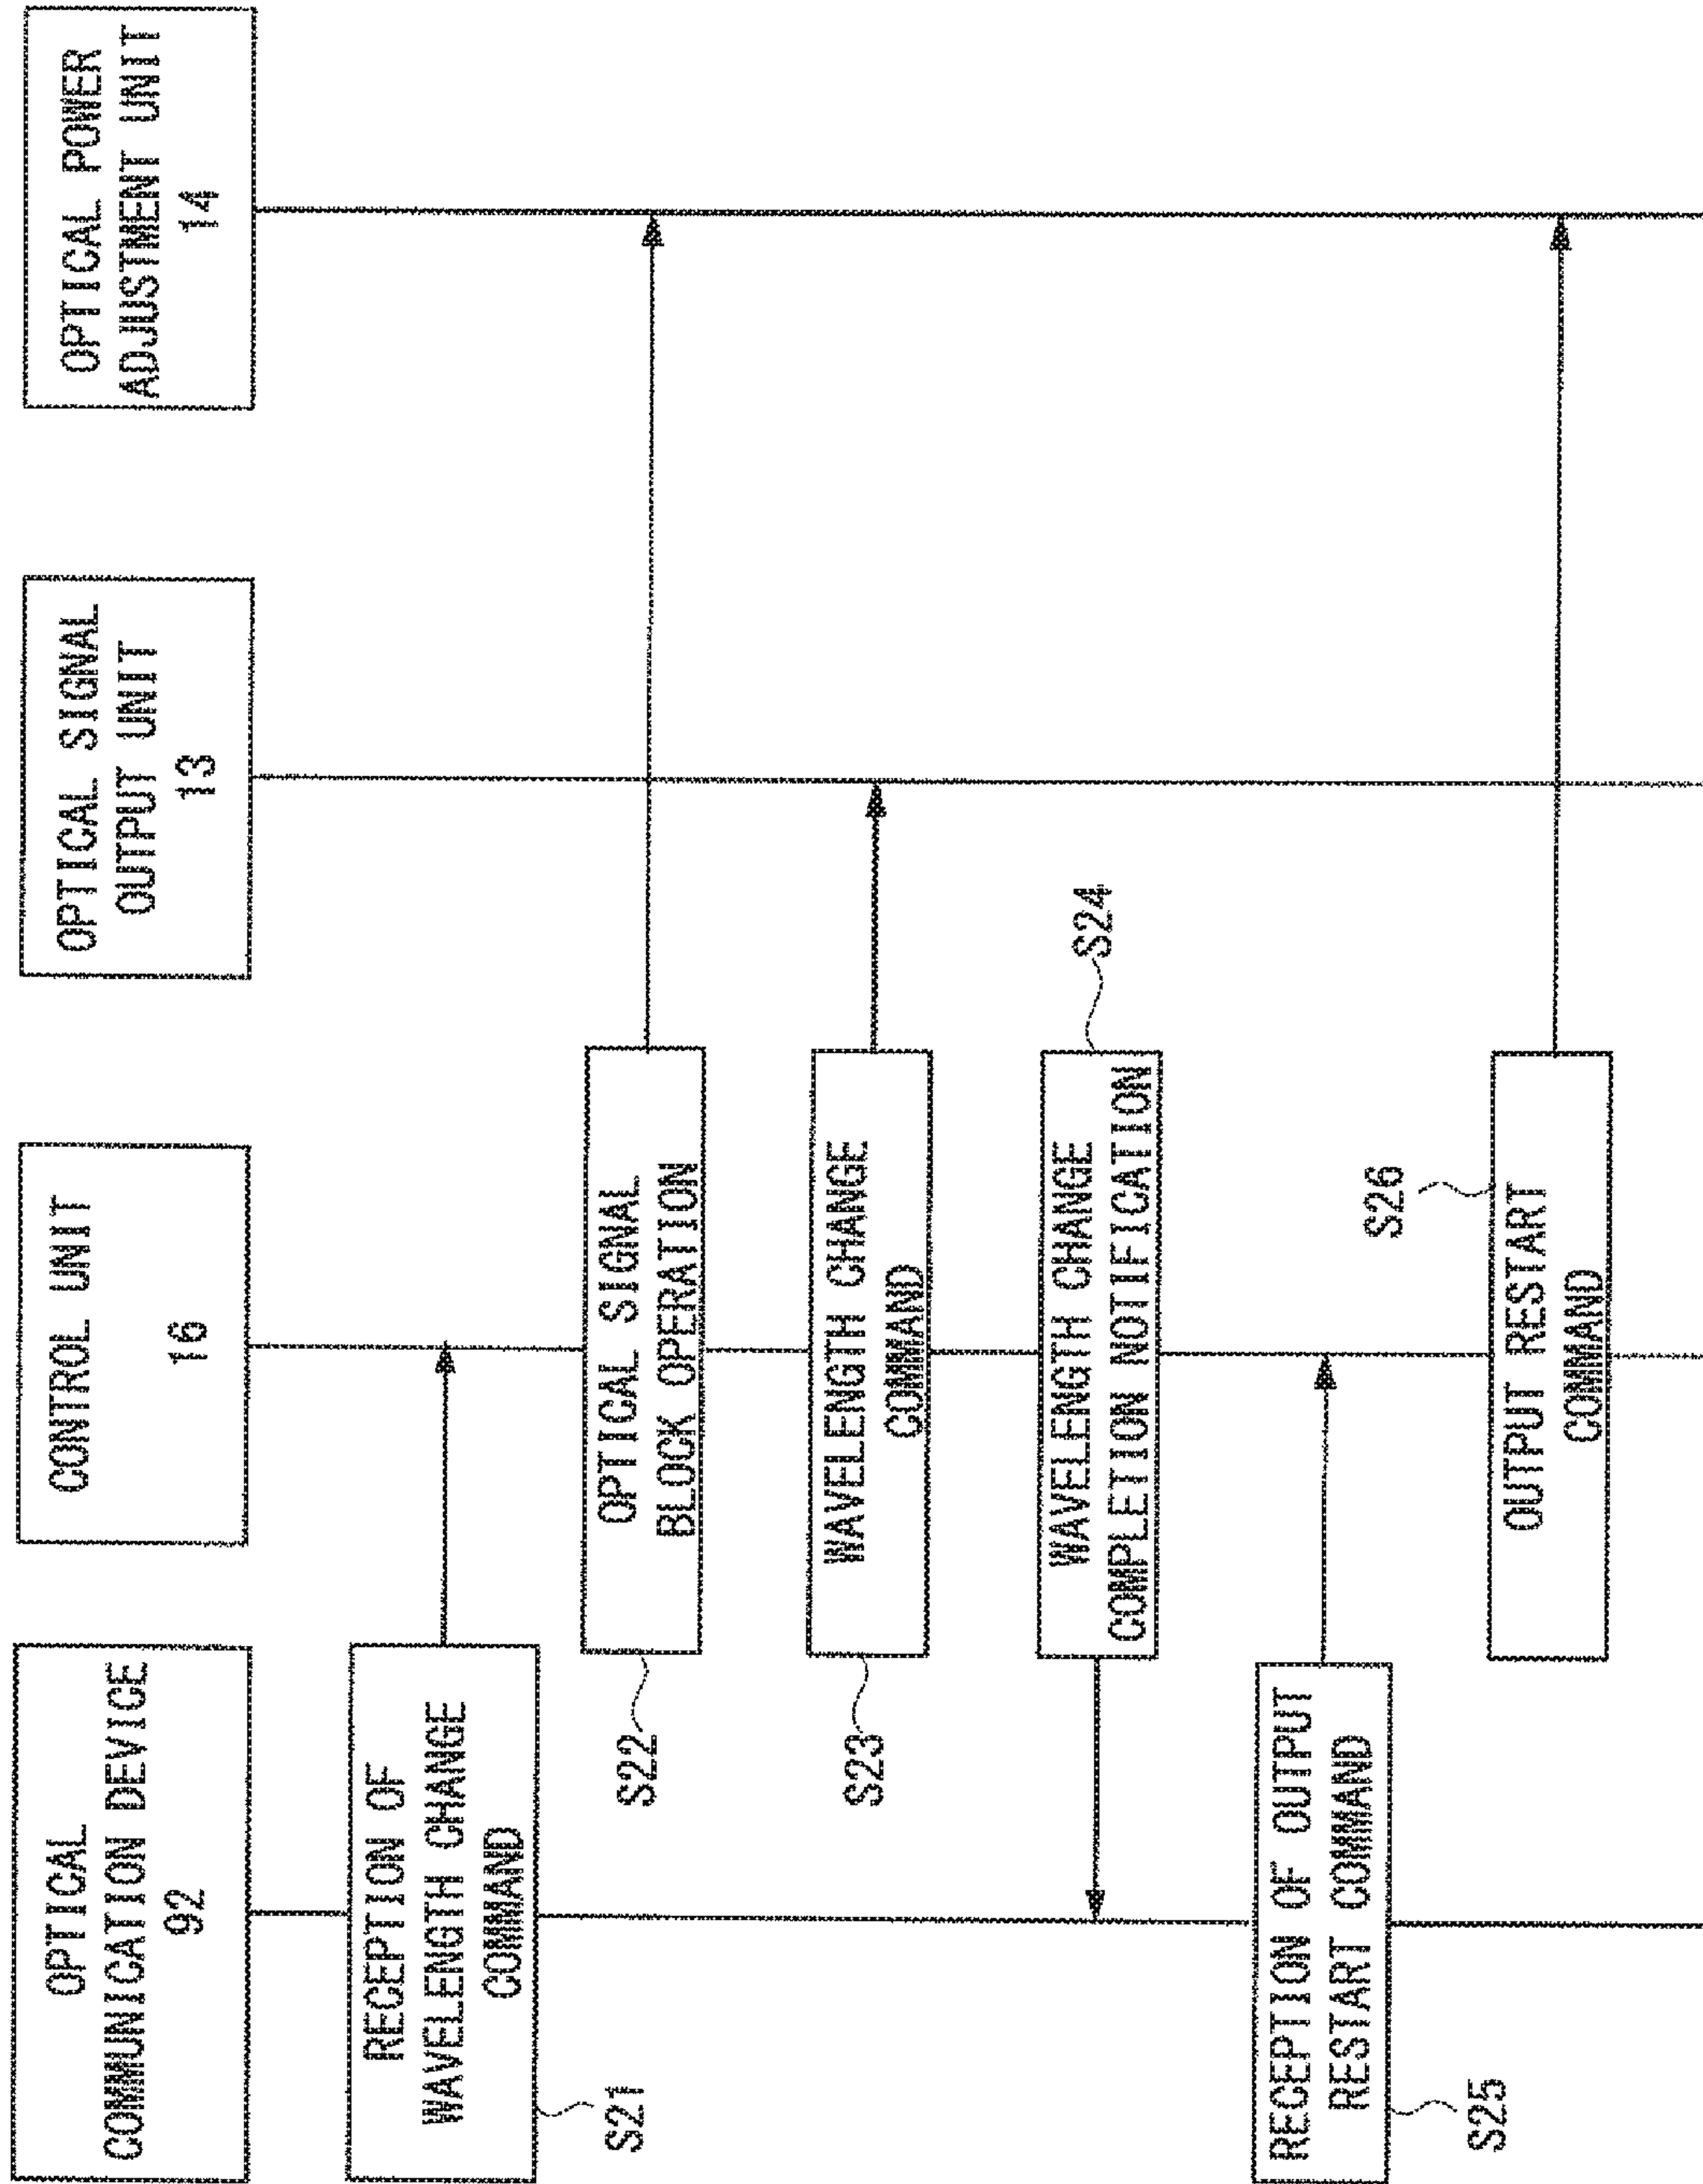 OPTICAL
COMMUNICATION DEVICE
92
CONTROL UNIT
16
OPTICAL SIGNAL
OUTPUT UNIT
13
OPTICAL POWER
ADJUSTMENT UNIT
14
RECEPTION OF
WAVELENGTH CHANGE
COMMAND
S21
OPTICAL SIGNAL
BLOCK OPERATION
S22
WAVELENGTH CHANGE
COMMAND
S23
WAVELENGTH CHANGE
COMPLETION NOTIFICATION
S24
RECEPTION OF OUTPUT
RESTART COMMAND
S25
OUTPUT RESTART
COMMAND
S26